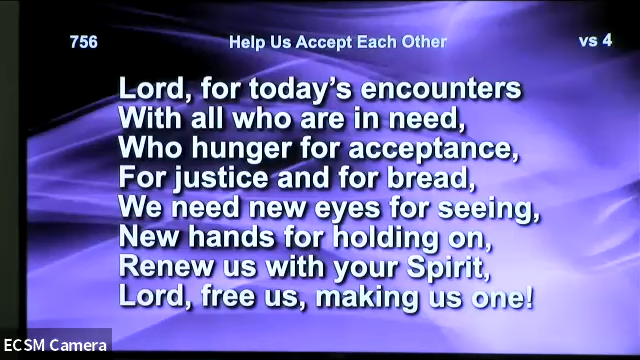 756 Help Us Accept Each Other vs 4
Lord, for today's encounters
With all who are in need,
Who hunger for acceptance,
For justice and for bread,
We need new eyes for seeing,
New hands for holding on,
Renew us with your Spirit,
Lord, free us, making us one!
ECSM Camera